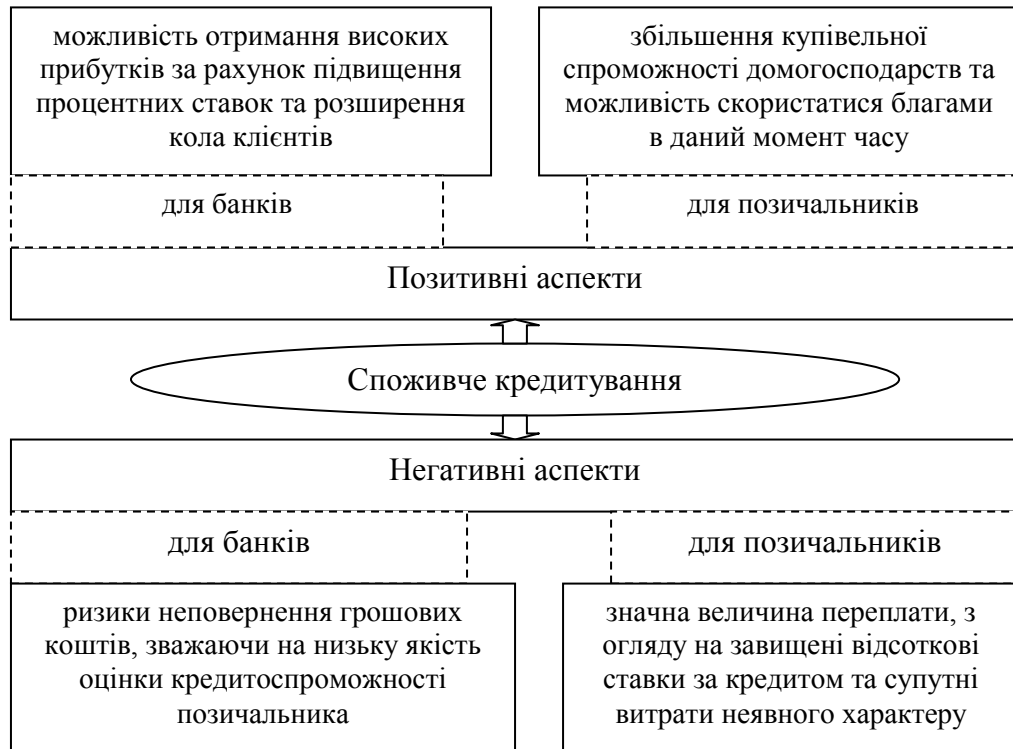 можливість отримання високих
прибутків за рахунок підвищення
процентних ставок та розширення
кола клієнтів
збільшення купівельної
спроможності домогосподарств та
можливість скористатися благами
в даний момент часу
для банків
для позичальників
Позитивні аспекти
Споживче кредитування
Негативні аспекти
для банків
для позичальників
ризики неповернення грошових
коштів, зважаючи на низьку якість
оцінки кредитоспроможності
позичальника
значна величина переплати, з
огляду на завищені відсоткові
ставки за кредитом та супутні
витрати неявного характеру